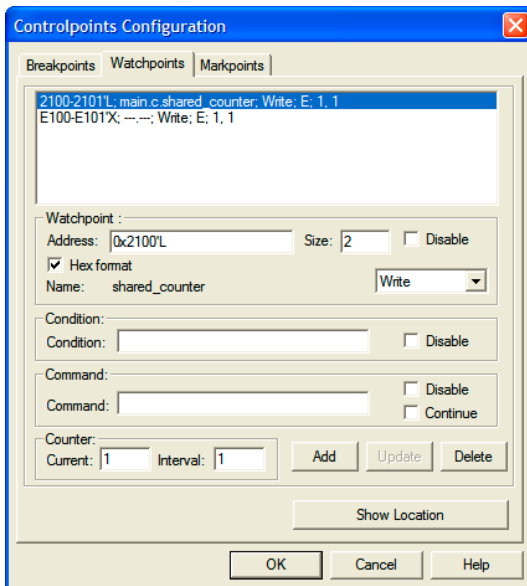 Controlpoints Configuration
Breakpoints Watchpoints Markpoints
2100-2101'L; main.c.shared_counter; Write; E; 1, 1
E100-E101'X; ---.---; Write; E; 1, 1
Watchpoint :
Address: 0x2100'L Size: 2 Disable
Hex format
Name: shared_counter Write
Condition:
Condition: Disable
Command:
Disable
Command:
Continue
Counter:
Current: 1 Interval: 1 Add Update Delete
Show Location
OK Cancel Help